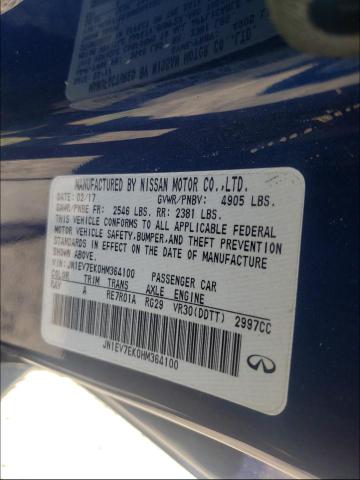 MANUFACTURED BY NISSAN MOTOR CO.,LTD.
DATE: 02/17 GVWR/PNBV: 4905 LBS.
GAWR/PNBE FR: 2546 LBS. RR: 2381 LBS.
THIS VEHICLE CONFORMS TO ALL APPLICABLE FEDERAL
MOTOR VEHICLE SAFETY, BUMPER, AND THEFT PREVENTION
STANDARDS IN EFFECT ON THE DATE OF MANUFACTURE
SHOWN ABOVE.
VIN: JN1EV7EK0HM364100 PASSENGER CAR
COLOR TRIM TRANS AXLE ENGINE
RAY A RE7R01A RG29 VR30(DDTT) 2997CC
JN1EV7EK0HM364100
INFINITI